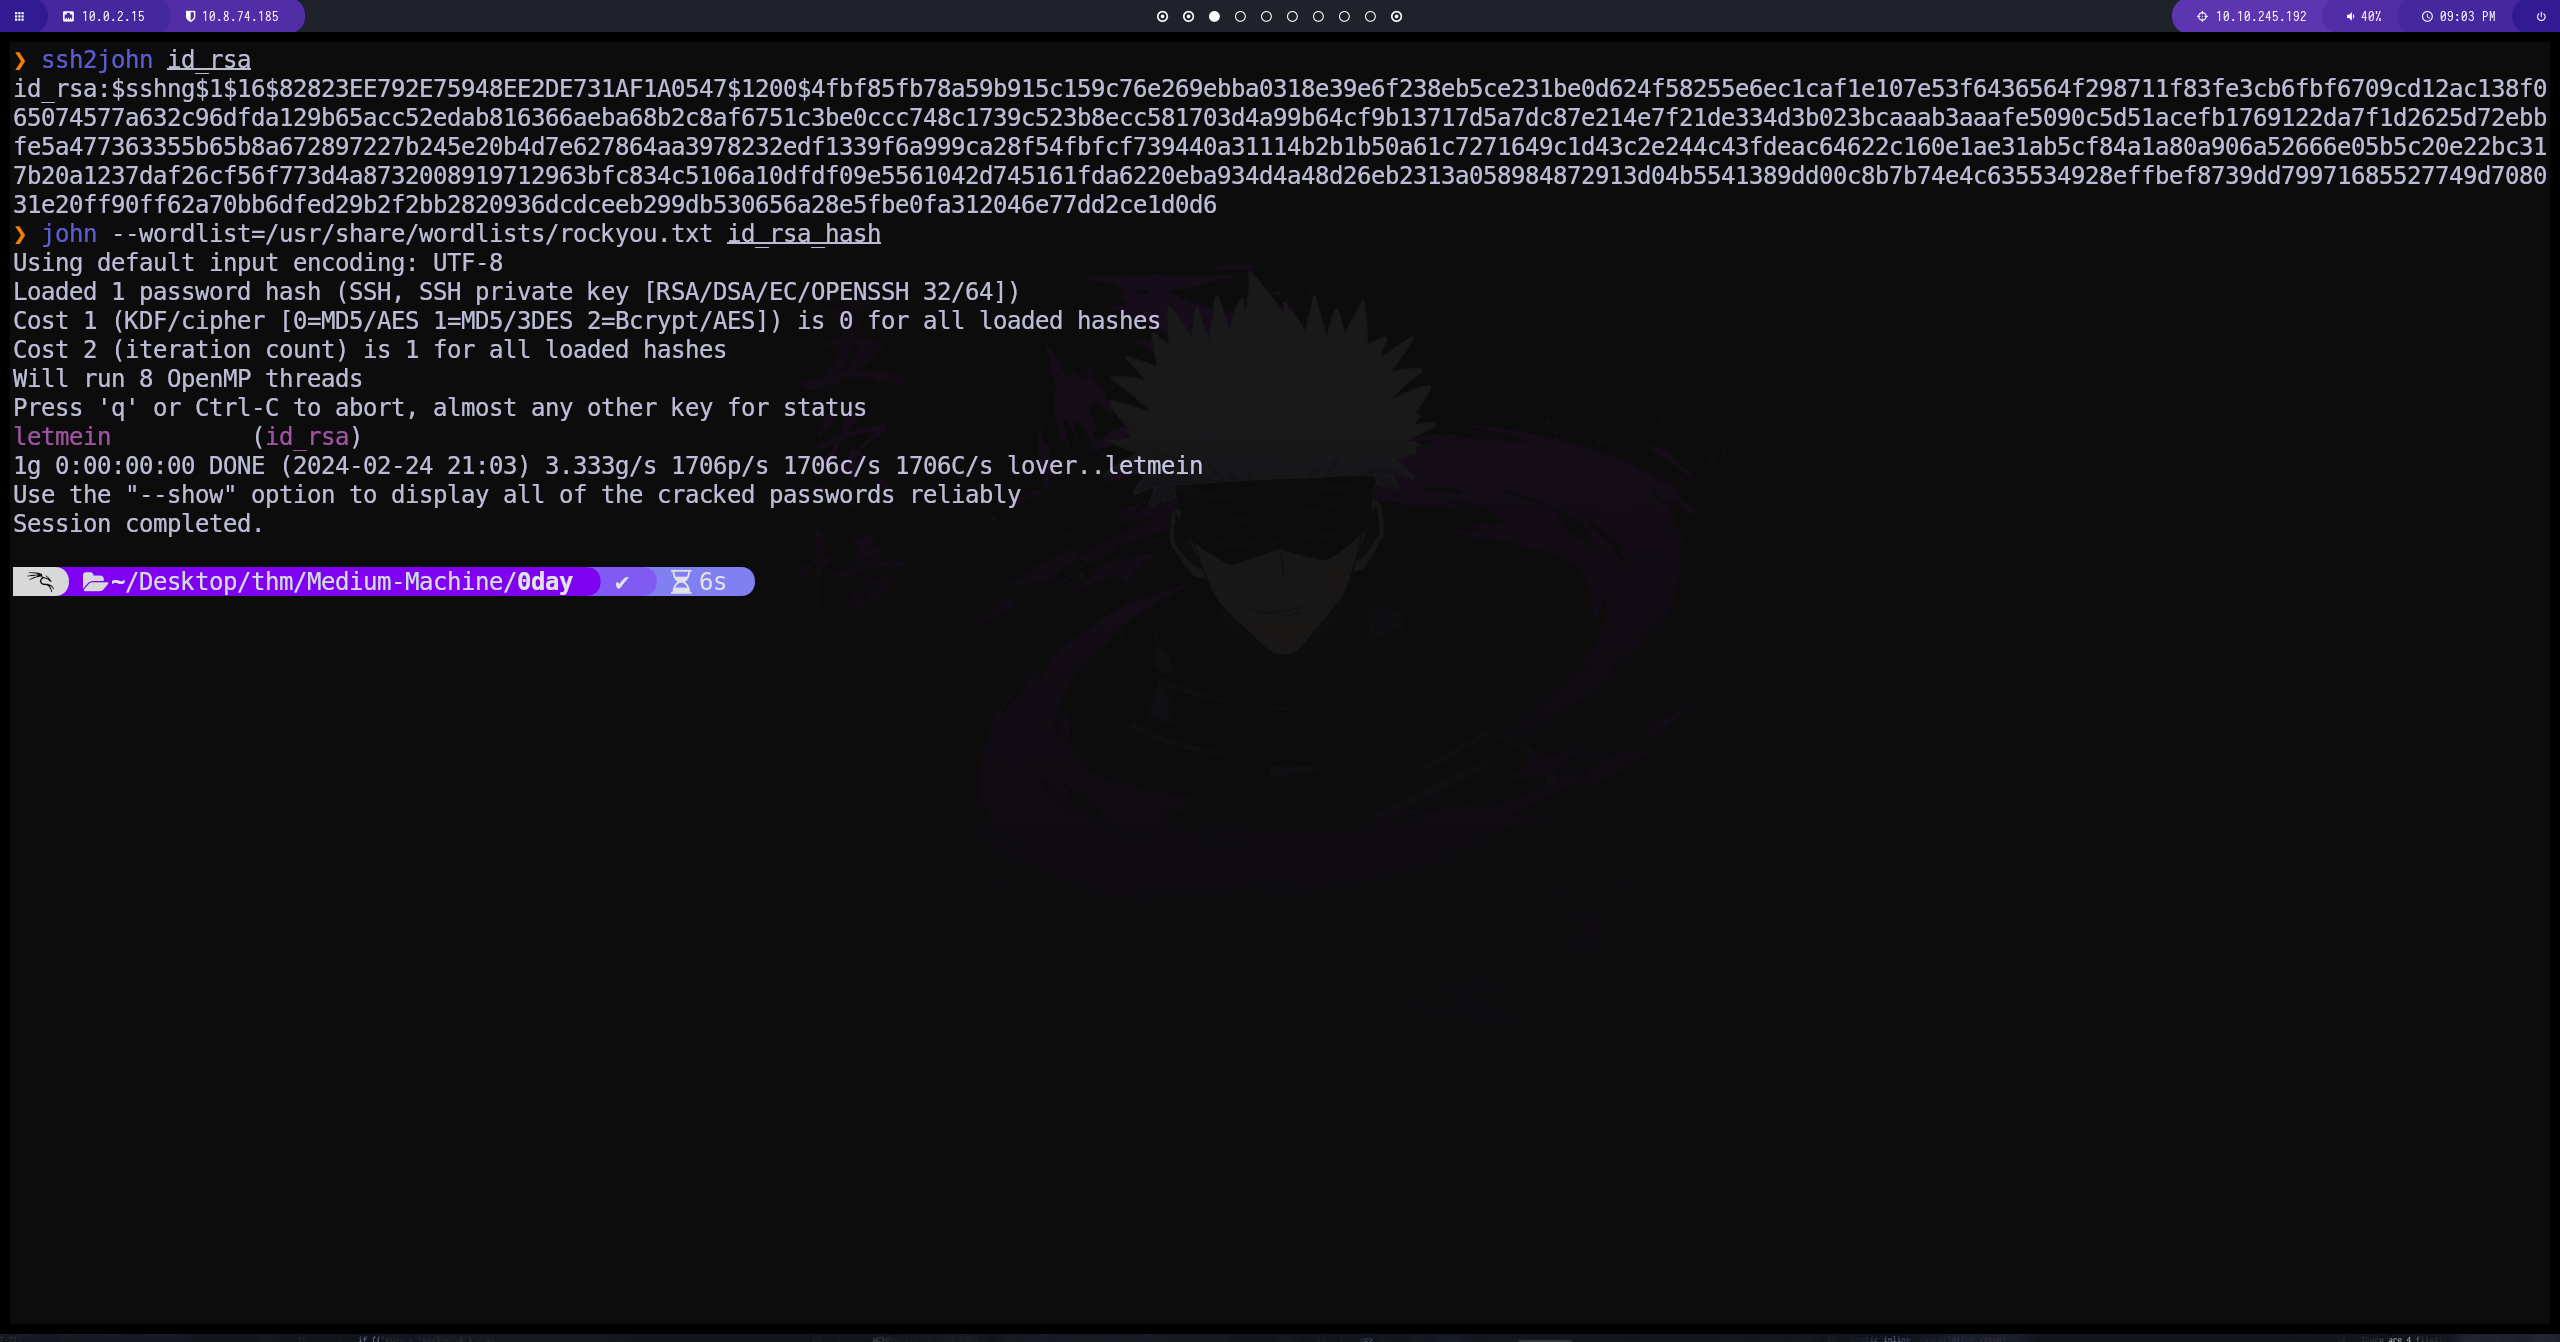 10.0.2.15 10.8.74.185 10.10.245.192 40% 09:03 PM
❯ ssh2john id_rsa
id_rsa:$sshng$1$16$82823EE792E75948EE2DE731AF1A0547$1200$4fbf85fb78a59b915c159c76e269ebba0318e39e6f238eb5ce231be0d624f58255e6ec1caf1e107e53f6436564f298711f83fe3cb6fbf6709cd12ac138f0
65074577a632c96dfda129b65acc52edab816366aeba68b2c8af6751c3be0ccc748c1739c523b8ecc581703d4a99b64cf9b13717d5a7dc87e214e7f21de334d3b023bcaaab3aaafe5090c5d51acefb1769122da7f1d2625d72ebb
fe5a477363355b65b8a672897227b245e20b4d7e627864aa3978232edf1339f6a999ca28f54fbfcf739440a31114b2b1b50a61c7271649c1d43c2e244c43fdeac64622c160e1ae31ab5cf84a1a80a906a52666e05b5c20e22bc31
7b20a1237daf26cf56f773d4a8732008919712963bfc834c5106a10dfdf09e5561042d745161fda6220eba934d4a48d26eb2313a058984872913d04b5541389dd00c8b7b74e4c635534928effbef8739dd79971685527749d7080
31e20ff90ff62a70bb6dfed29b2f2bb2820936dcdceeb299db530656a28e5fbe0fa312046e77dd2ce1d0d6
❯ john --wordlist=/usr/share/wordlists/rockyou.txt id_rsa_hash
Using default input encoding: UTF-8
Loaded 1 password hash (SSH, SSH private key [RSA/DSA/EC/OPENSSH 32/64])
Cost 1 (KDF/cipher [0=MD5/AES 1=MD5/3DES 2=Bcrypt/AES]) is 0 for all loaded hashes
Cost 2 (iteration count) is 1 for all loaded hashes
Will run 8 OpenMP threads
Press 'q' or Ctrl-C to abort, almost any other key for status
letmein          (id_rsa)
1g 0:00:00:00 DONE (2024-02-24 21:03) 3.333g/s 1706p/s 1706c/s 1706C/s lover..letmein
Use the "--show" option to display all of the cracked passwords reliably
Session completed.
~/Desktop/thm/Medium-Machine/0day ✔ 6s